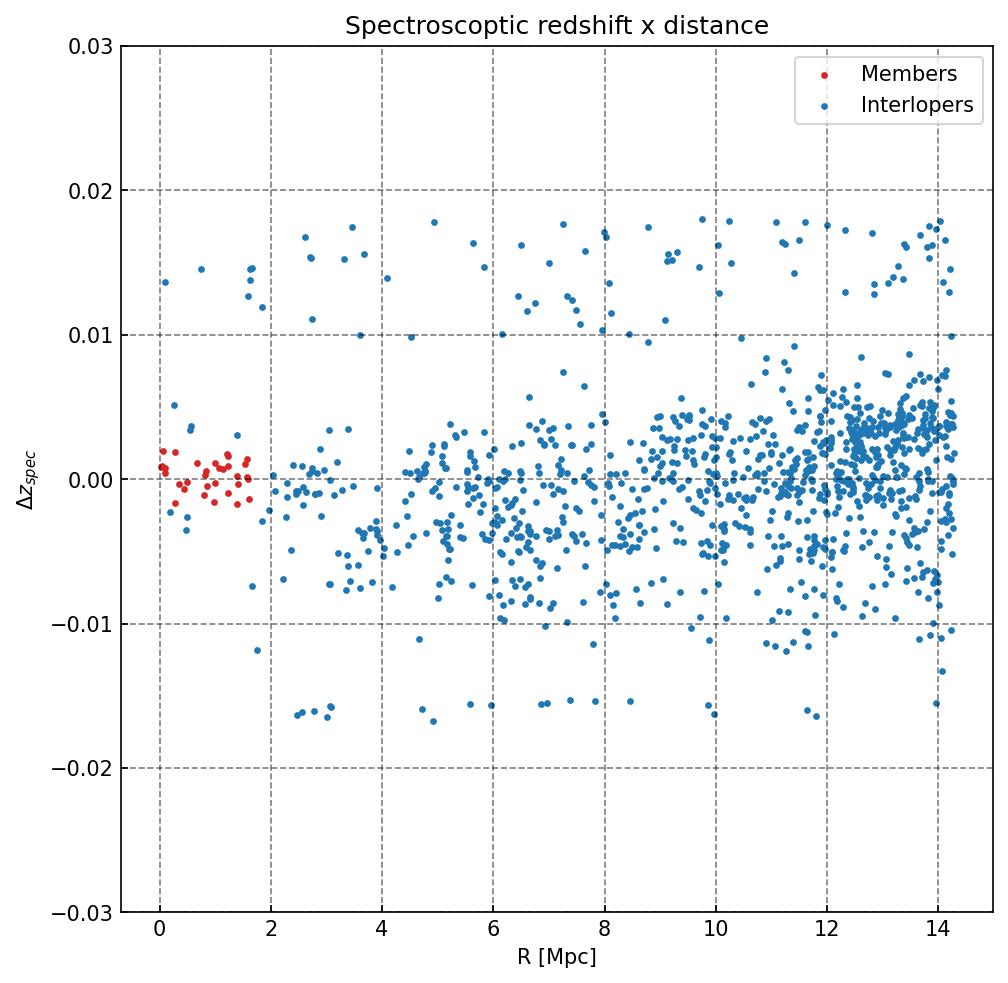 Spectroscoptic redshift x distance
Members
Interlopers
0.03
0.02
0.01
0.00
−0.01
−0.02
−0.03
Δz_spec
0 2 4 6 8 10 12 14
R [Mpc]